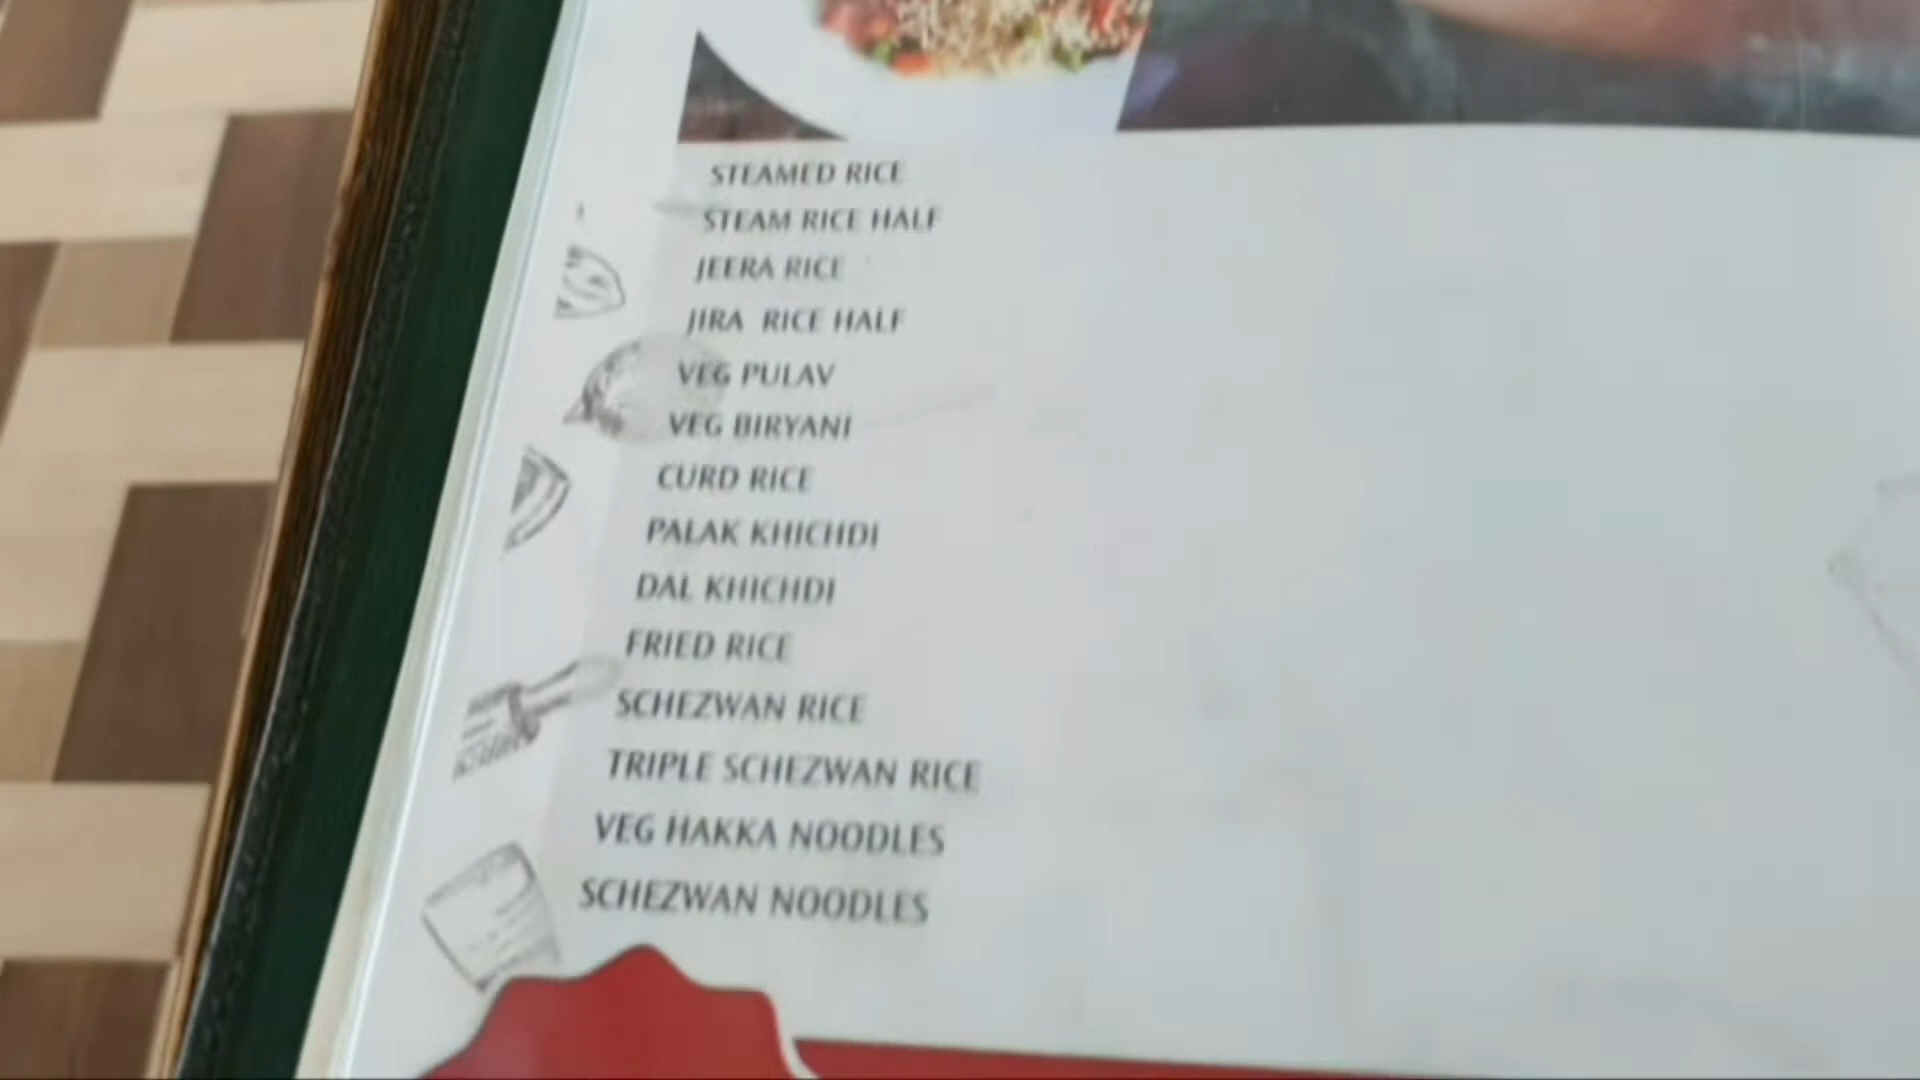 STEAMED RICE
STEAM RICE HALF
JEERA RICE
JIRA RICE HALF
VEG PULAV
VEG BIRYANI
CURD RICE
PALAK KHICHDI
DAL KHICHDI
FRIED RICE
SCHEZWAN RICE
TRIPLE SCHEZWAN RICE
VEG HAKKA NOODLES
SCHEZWAN NOODLES